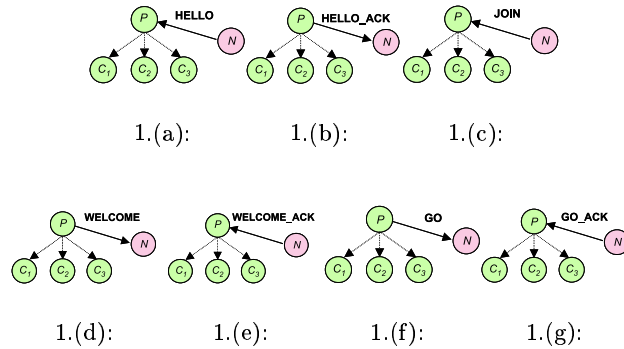 P HELLO N
C1 C2 C3
P HELLO_ACK N
C1 C2 C3
P JOIN N
C1 C2 C3
1.(a): 1.(b): 1.(c):
P WELCOME N
C1 C2 C3
P WELCOME_ACK N
C1 C2 C3
P GO N
C1 C2 C3
P GO_ACK N
C1 C2 C3
1.(d): 1.(e): 1.(f): 1.(g):